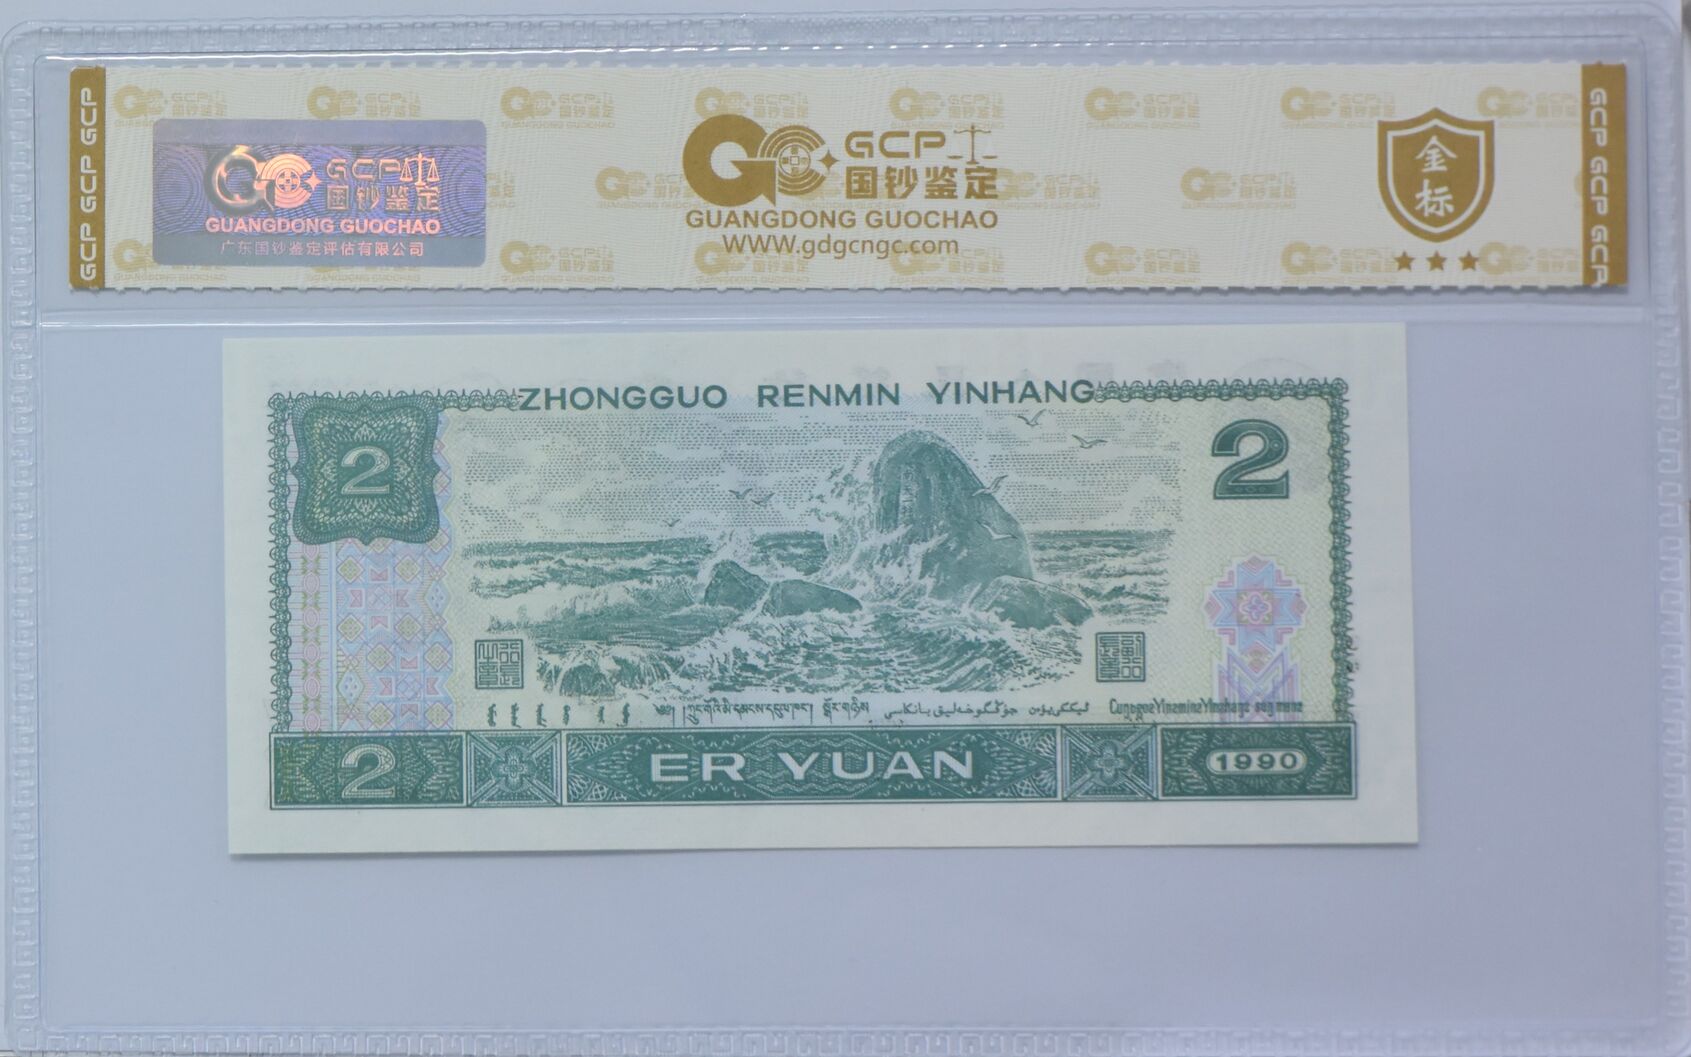 GCP GCP GCP
GCP
国钞鉴定
GUANGDONG GUOCHAO
广东国钞鉴定评估有限公司
GCP
国钞鉴定
GUANGDONG GUOCHAO
WWW.gdgcngc.com
金
标
GCP GCP GCP
ZHONGGUO RENMIN YINHANG
2
2
2
ER YUAN
1990